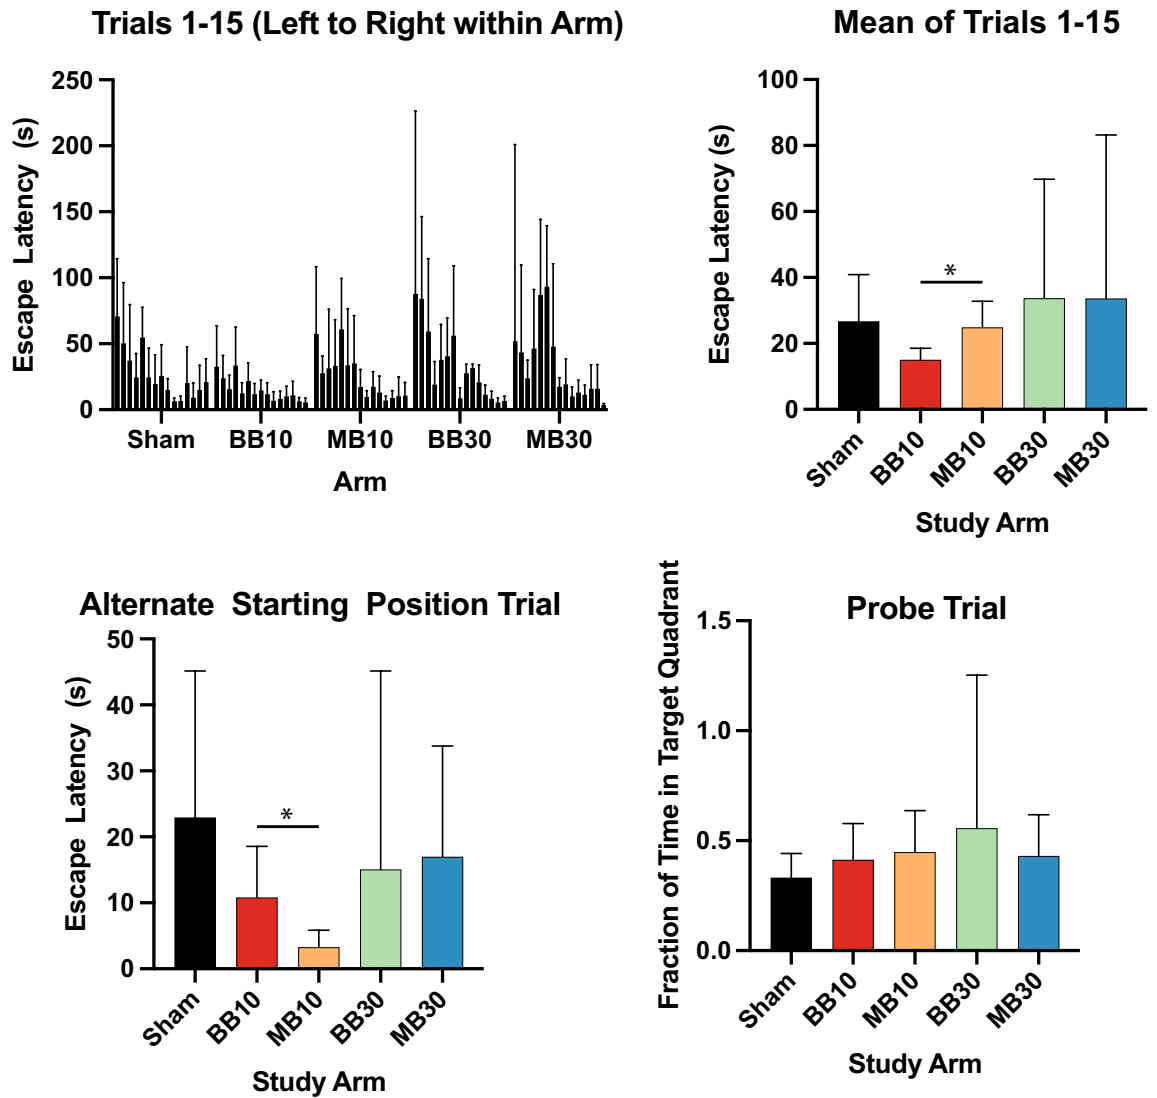 Trials 1-15 (Left to Right within Arm)
250
200
150
100
50
0
Escape Latency (s)
Sham BB10 MB10 BB30 MB30
Arm
Mean of Trials 1-15
100
80
60
40
20
0
Escape Latency (s)
*
Sham BB10 MB10 BB30 MB30
Study Arm
Alternate Starting Position Trial
50
40
30
20
10
0
Escape Latency (s)
*
Sham BB10 MB10 BB30 MB30
Study Arm
Probe Trial
1.5
1.0
0.5
0.0
Fraction of Time in Target Quadrant
Sham BB10 MB10 BB30 MB30
Study Arm